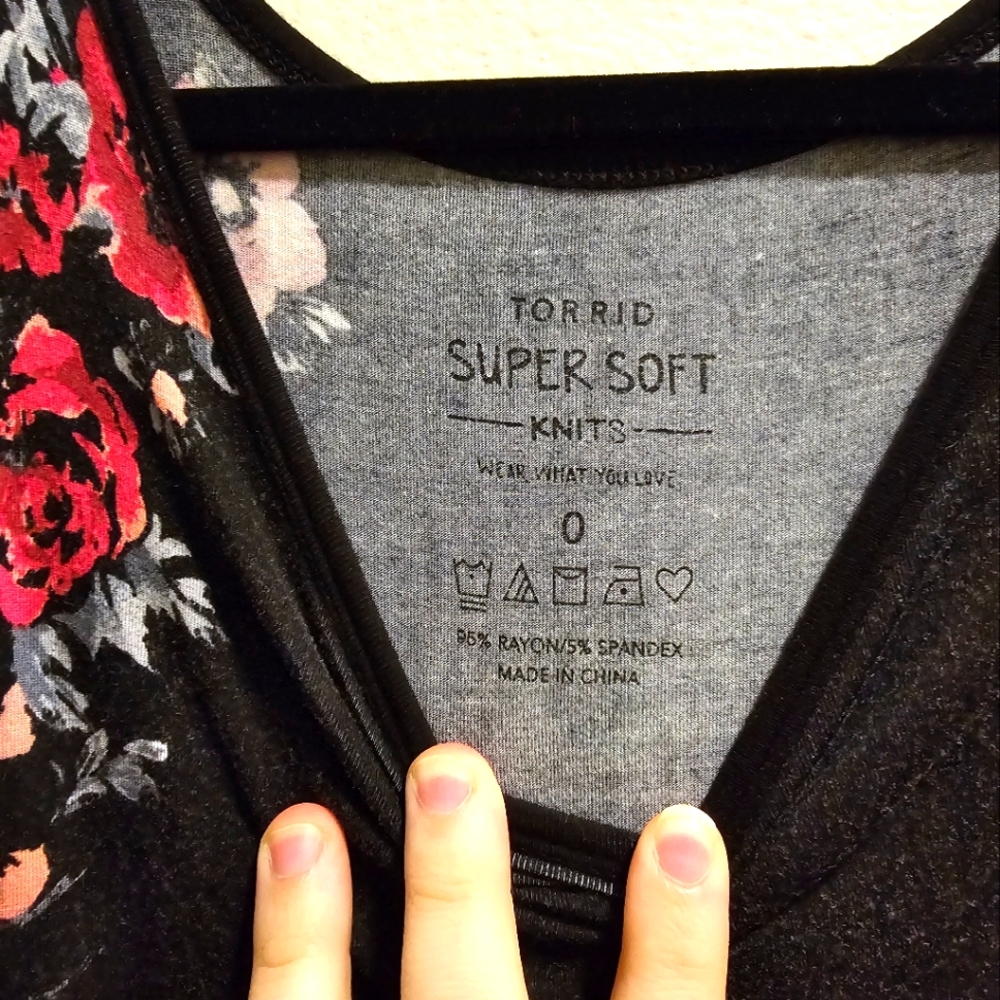 TORRID
SUPER SOFT
KNITS
WEAR WHAT YOU LOVE
0
95% RAYON/5% SPANDEX
MADE IN CHINA